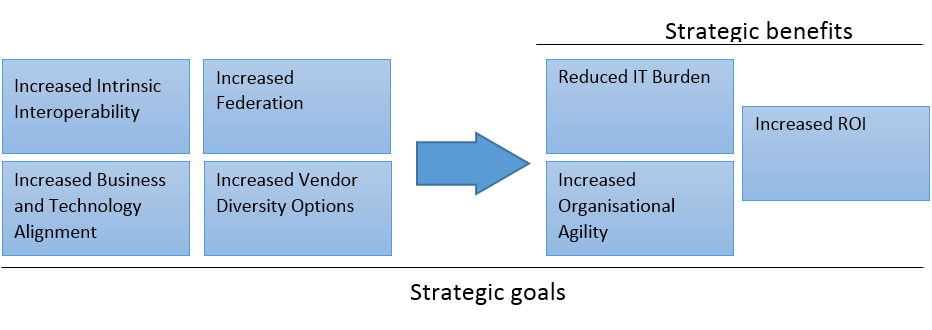 Strategic benefits
Increased Intrinsic
Interoperability
Increased
Federation
Reduced IT Burden
Increased ROI
Increased Business
and Technology
Alignment
Increased Vendor
Diversity Options
Increased
Organisational
Agility
Strategic goals